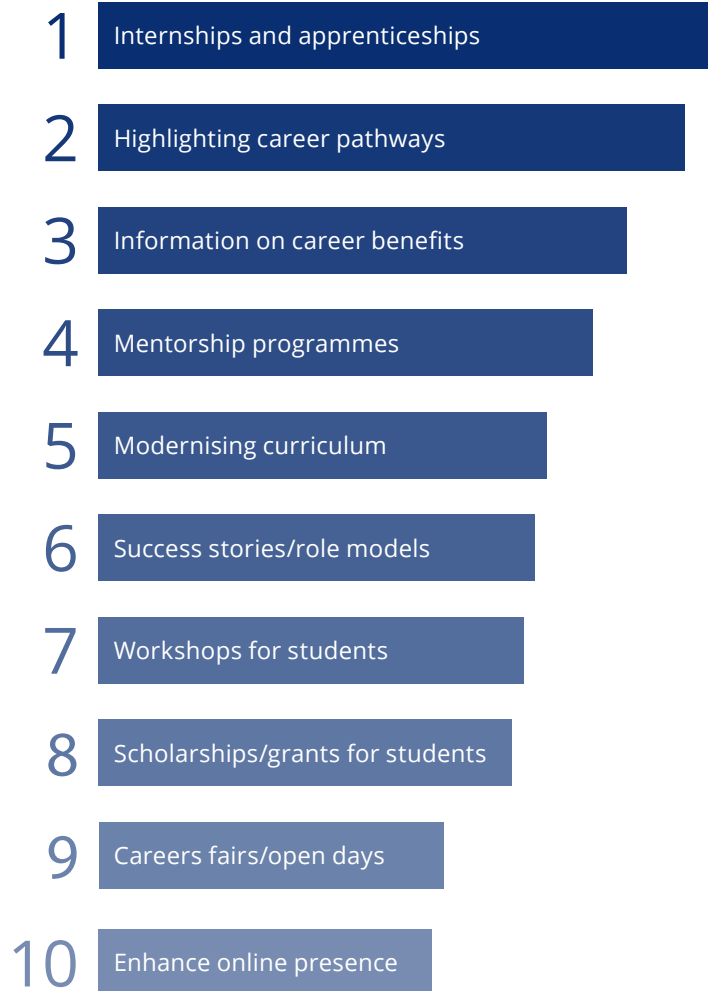 1 Internships and apprenticeships
2 Highlighting career pathways
3 Information on career benefits
4 Mentorship programmes
5 Modernising curriculum
6 Success stories/role models
7 Workshops for students
8 Scholarships/grants for students
9 Careers fairs/open days
10 Enhance online presence